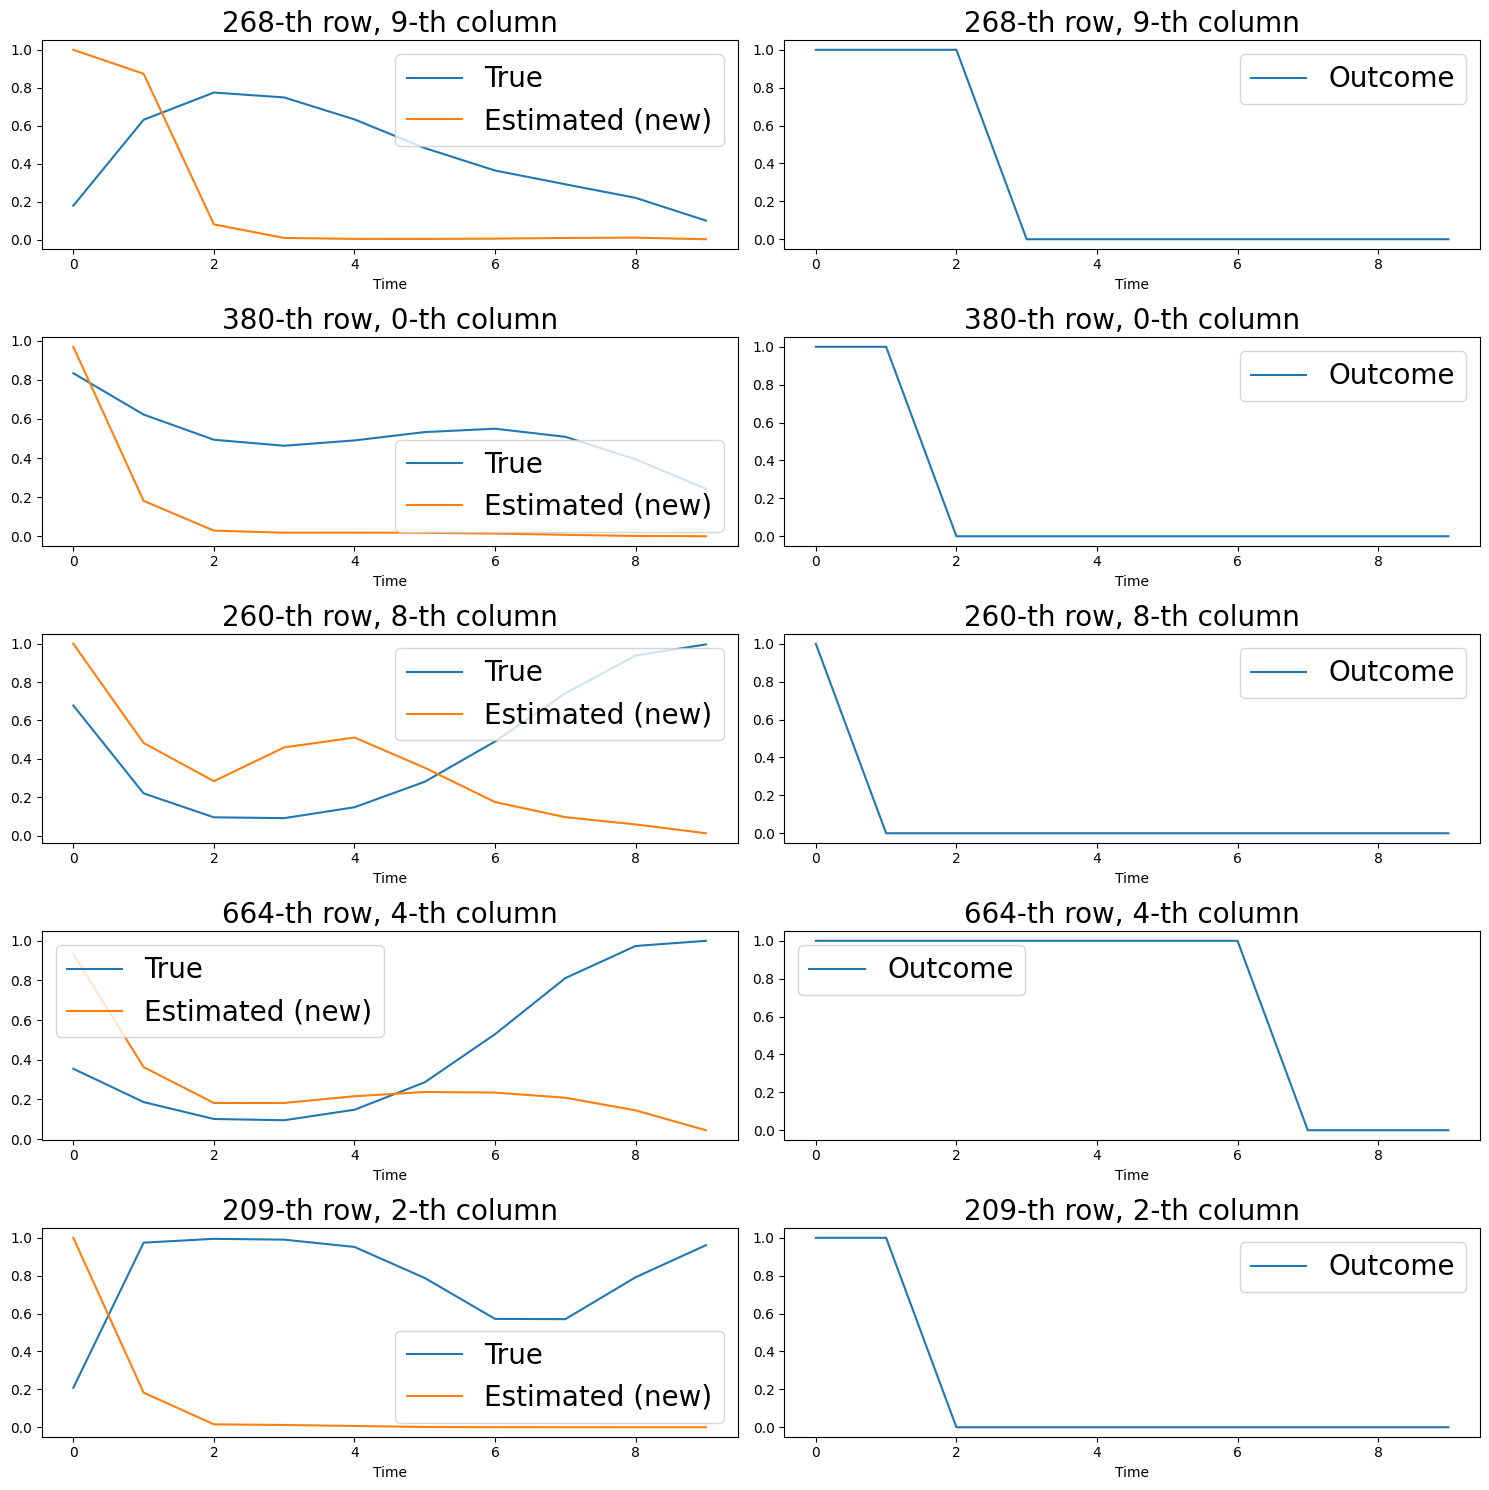 268-th row, 9-th column
1.0
0.8
0.6
0.4
0.2
0.0
True
Estimated (new)
0 2 4 6 8
Time
268-th row, 9-th column
1.0
0.8
0.6
0.4
0.2
0.0
Outcome
0 2 4 6 8
Time
380-th row, 0-th column
1.0
0.8
0.6
0.4
0.2
0.0
True
Estimated (new)
0 2 4 6 8
Time
380-th row, 0-th column
1.0
0.8
0.6
0.4
0.2
0.0
Outcome
0 2 4 6 8
Time
260-th row, 8-th column
1.0
0.8
0.6
0.4
0.2
0.0
True
Estimated (new)
0 2 4 6 8
Time
260-th row, 8-th column
1.0
0.8
0.6
0.4
0.2
0.0
Outcome
0 2 4 6 8
Time
664-th row, 4-th column
1.0
0.8
0.6
0.4
0.2
0.0
True
Estimated (new)
0 2 4 6 8
Time
664-th row, 4-th column
1.0
0.8
0.6
0.4
0.2
0.0
Outcome
0 2 4 6 8
Time
209-th row, 2-th column
1.0
0.8
0.6
0.4
0.2
0.0
True
Estimated (new)
0 2 4 6 8
Time
209-th row, 2-th column
1.0
0.8
0.6
0.4
0.2
0.0
Outcome
0 2 4 6 8
Time